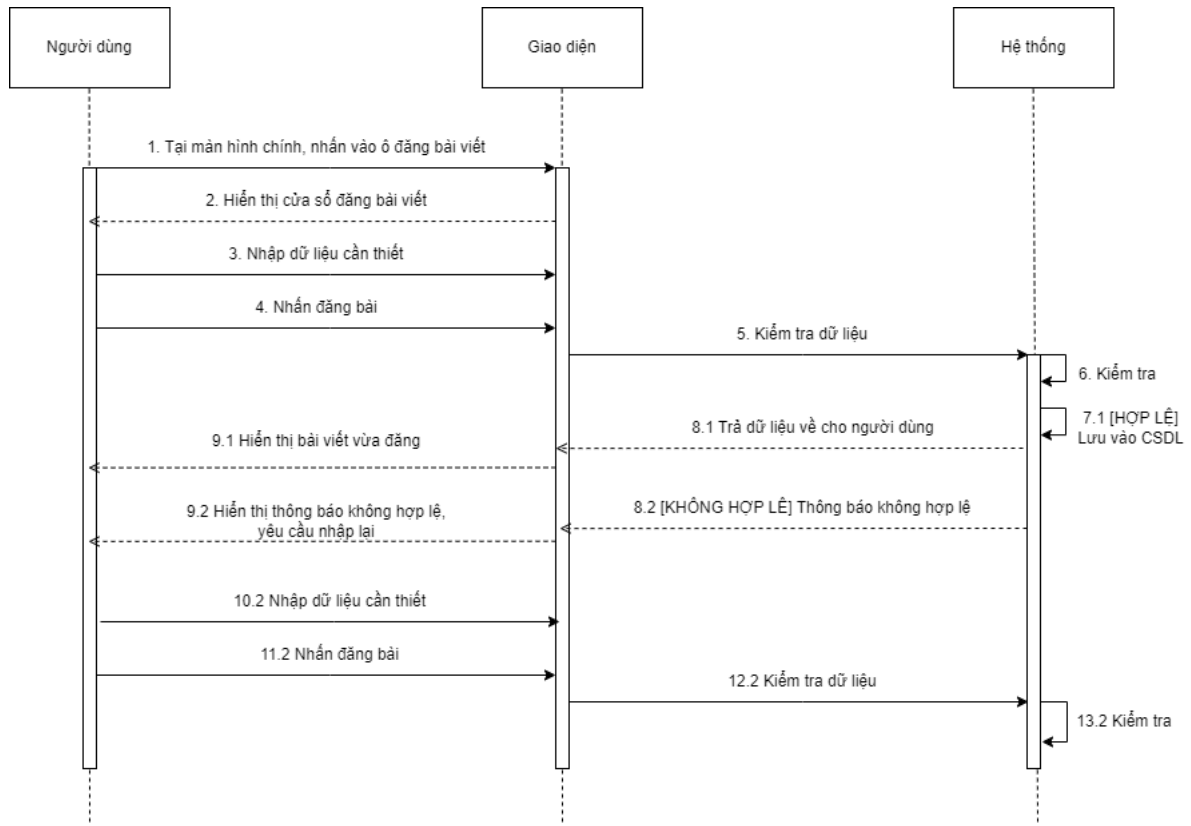 Người dùng
Giao diện
Hệ thống
1. Tại màn hình chính, nhấn vào ô đăng bài viết
2. Hiển thị cửa sổ đăng bài viết
3. Nhập dữ liệu cần thiết
4. Nhấn đăng bài
5. Kiểm tra dữ liệu
6. Kiểm tra
7.1 [HỢP LỆ]
Lưu vào CSDL
8.1 Trả dữ liệu về cho người dùng
9.1 Hiển thị bài viết vừa đăng
8.2 [KHÔNG HỢP LỆ] Thông báo không hợp lệ
9.2 Hiển thị thông báo không hợp lệ,
yêu cầu nhập lại
10.2 Nhập dữ liệu cần thiết
11.2 Nhấn đăng bài
12.2 Kiểm tra dữ liệu
13.2 Kiểm tra